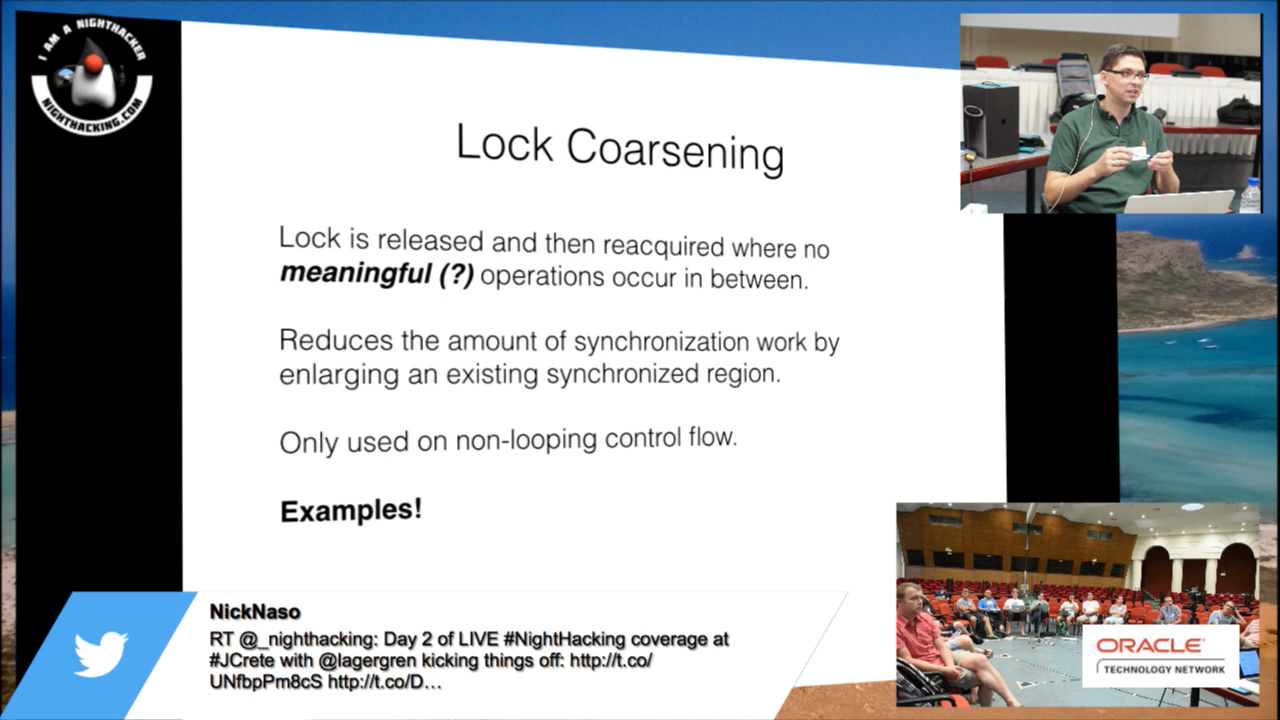 I AM A NIGHTHACKER
NIGHTHACKING.COM
Lock Coarsening
Lock is released and then reacquired where no
meaningful (?) operations occur in between.
Reduces the amount of synchronization work by
enlarging an existing synchronized region.
Only used on non-looping control flow.
Examples!
NickNaso
RT @_nighthacking: Day 2 of LIVE #NightHacking coverage at
#JCrete with @lagergren kicking things off: http://t.co/
UNfbpPm8cS http://t.co/D…
ORACLE
TECHNOLOGY NETWORK